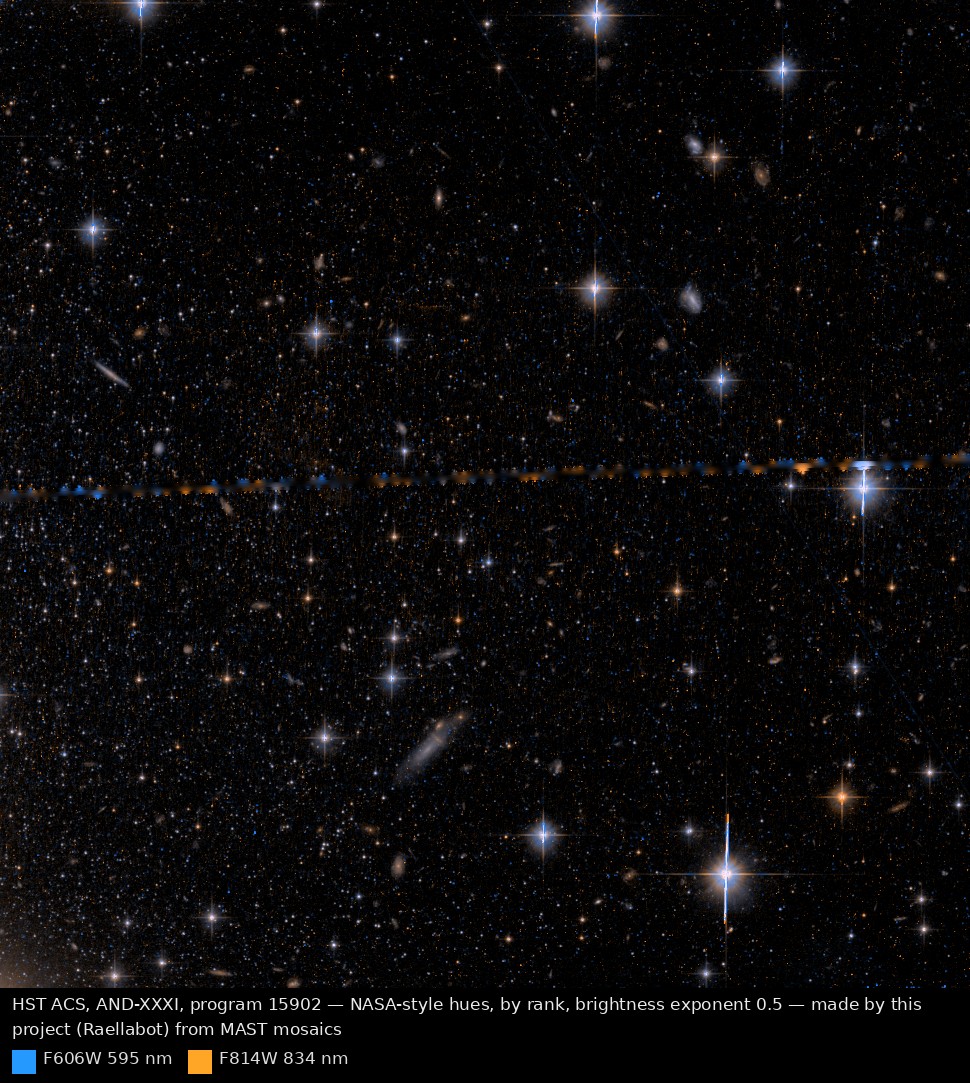 HST ACS, AND-XXXI, program 15902 — NASA-style hues, by rank, brightness exponent 0.5 — made by this
project (Raellabot) from MAST mosaics
F606W 595 nm F814W 834 nm